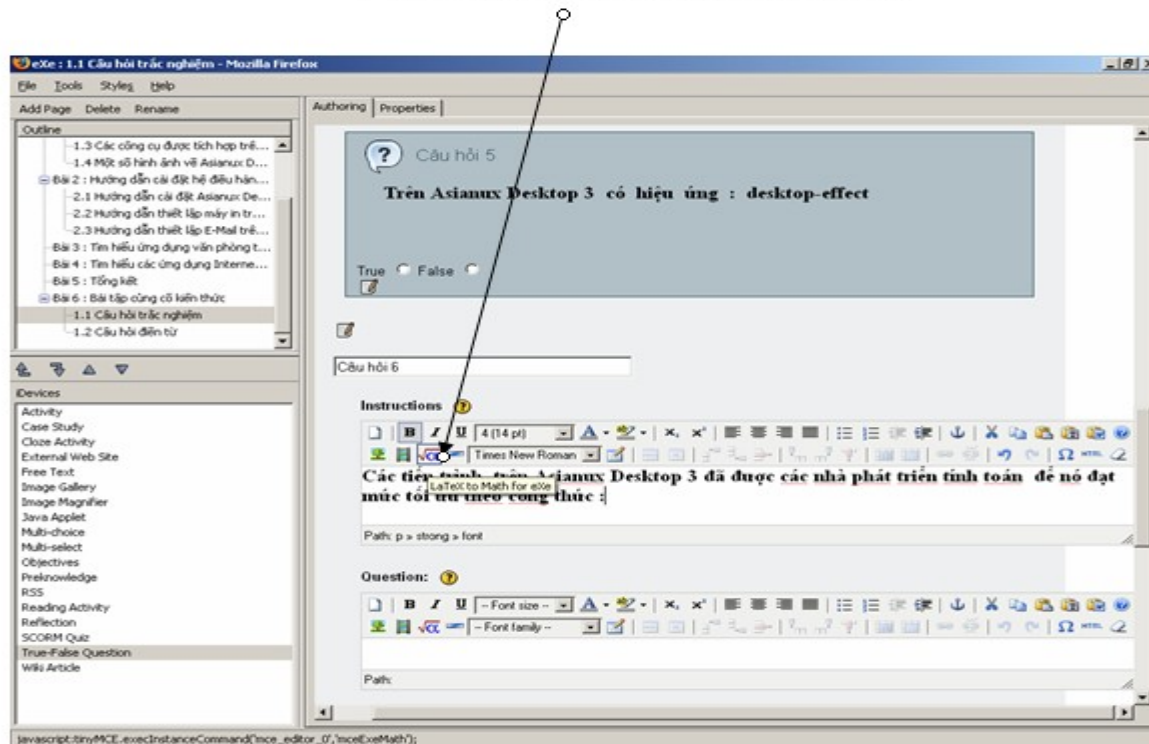 eXe : 1.1 Câu hỏi trắc nghiệm - Mozilla Firefox
File Tools Styles Help
Add Page Delete Rename
Outline
1.3 Các công cụ được tích hợp trê...
1.4 Một số hình ảnh về Asianux D...
Bài 2 : Hướng dẫn cài đặt hệ điều hàn...
2.1 Hướng dẫn cài đặt Asianux De...
2.2 Hướng dẫn thiết lập máy in tr...
2.3 Hướng dẫn thiết lập E-Mail trê...
Bài 3 : Tìm hiểu ứng dụng văn phòng t...
Bài 4 : Tìm hiểu các ứng dụng Interne...
Bài 5 : Tổng kết
Bài 6 : Bài tập củng cố kiến thức
1.1 Câu hỏi trắc nghiệm
1.2 Câu hỏi điền từ
iDevices
Activity
Case Study
Cloze Activity
External Web Site
Free Text
Image Gallery
Image Magnifier
Java Applet
Multi-choice
Multi-select
Objectives
Preknowledge
RSS
Reading Activity
Reflection
SCORM Quiz
True-False Question
Wiki Article
Authoring Properties
Câu hỏi 5
Trên Asianux Desktop 3 có hiệu ứng : desktop-effect
True False
Câu hỏi 6
Instructions
B I U 4 (14 pt)
Times New Roman
Các tiến trình trên Asianux Desktop 3 đã được các nhà phát triển tính toán để nó đạt
LaTeX to Math for eXe
mức tối ưu theo công thức :
Path: p » strong » font
Question:
B I U -- Font size --
-- Font family --
Path:
javascript:tinyMCE.execInstanceCommand('mce_editor_0','mceExeMath');